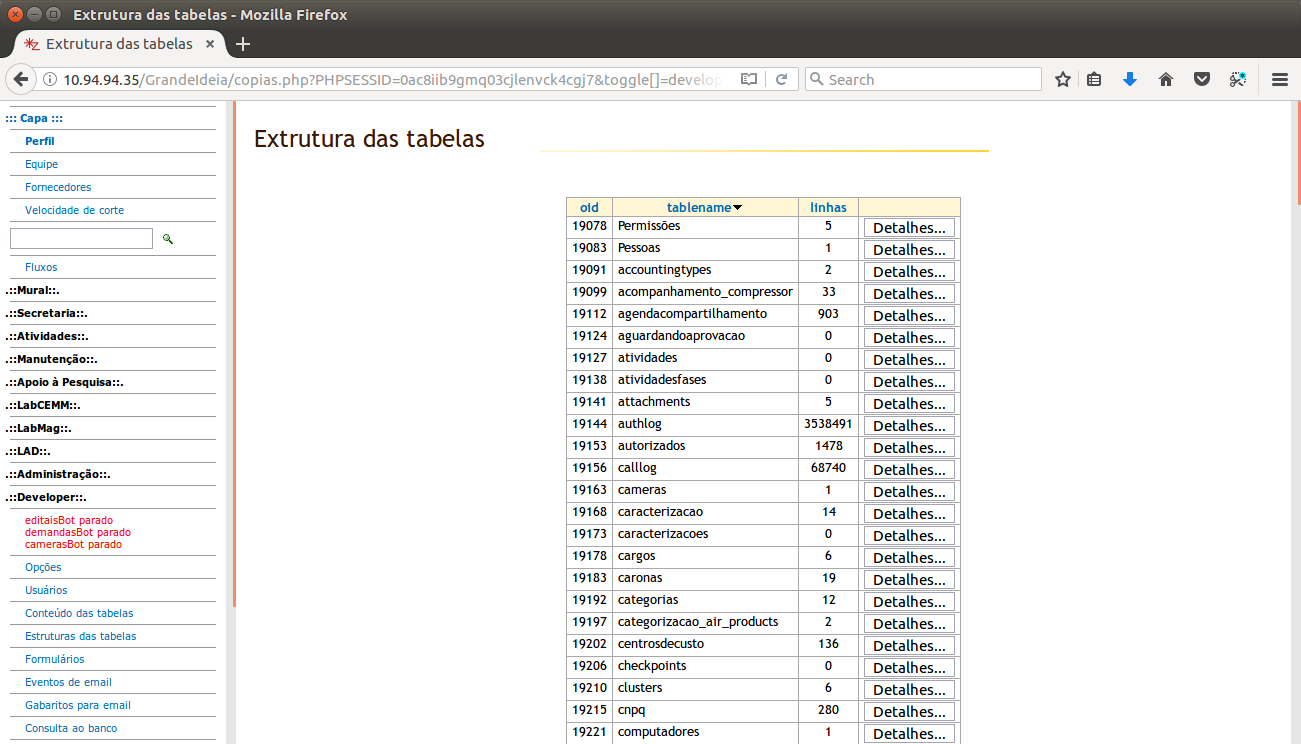 Extrutura das tabelas - Mozilla Firefox
Extrutura das tabelas
10.94.94.35/GrandeIdeia/copias.php?PHPSESSID=0ac8iib9gmq03cjlenvck4cgj7&toggle[]=develop
Search
::: Capa :::
Perfil
Equipe
Fornecedores
Velocidade de corte
Fluxos
.::Mural::.
.::Secretaria::.
.::Atividades::.
.::Manutenção::.
.::Apoio à Pesquisa::.
.::LabCEMM::.
.::LabMag::.
.::LAD::.
.::Administração::.
.::Developer::.
editaisBot parado
demandasBot parado
camerasBot parado
Opções
Usuários
Conteúdo das tabelas
Estruturas das tabelas
Formulários
Eventos de email
Gabaritos para email
Consulta ao banco
Extrutura das tabelas
oid tablename linhas
19078 Permissões 5 Detalhes...
19083 Pessoas 1 Detalhes...
19091 accountingtypes 2 Detalhes...
19099 acompanhamento_compressor 33 Detalhes...
19112 agendacompartilhamento 903 Detalhes...
19124 aguardandoaprovacao 0 Detalhes...
19127 atividades 0 Detalhes...
19138 atividadesfases 0 Detalhes...
19141 attachments 5 Detalhes...
19144 authlog 3538491 Detalhes...
19153 autorizados 1478 Detalhes...
19156 calllog 68740 Detalhes...
19163 cameras 1 Detalhes...
19168 caracterizacao 14 Detalhes...
19173 caracterizacoes 0 Detalhes...
19178 cargos 6 Detalhes...
19183 caronas 19 Detalhes...
19192 categorias 12 Detalhes...
19197 categorizacao_air_products 2 Detalhes...
19202 centrosdecusto 136 Detalhes...
19206 checkpoints 0 Detalhes...
19210 clusters 6 Detalhes...
19215 cnpq 280 Detalhes...
19221 computadores 1 Detalhes...